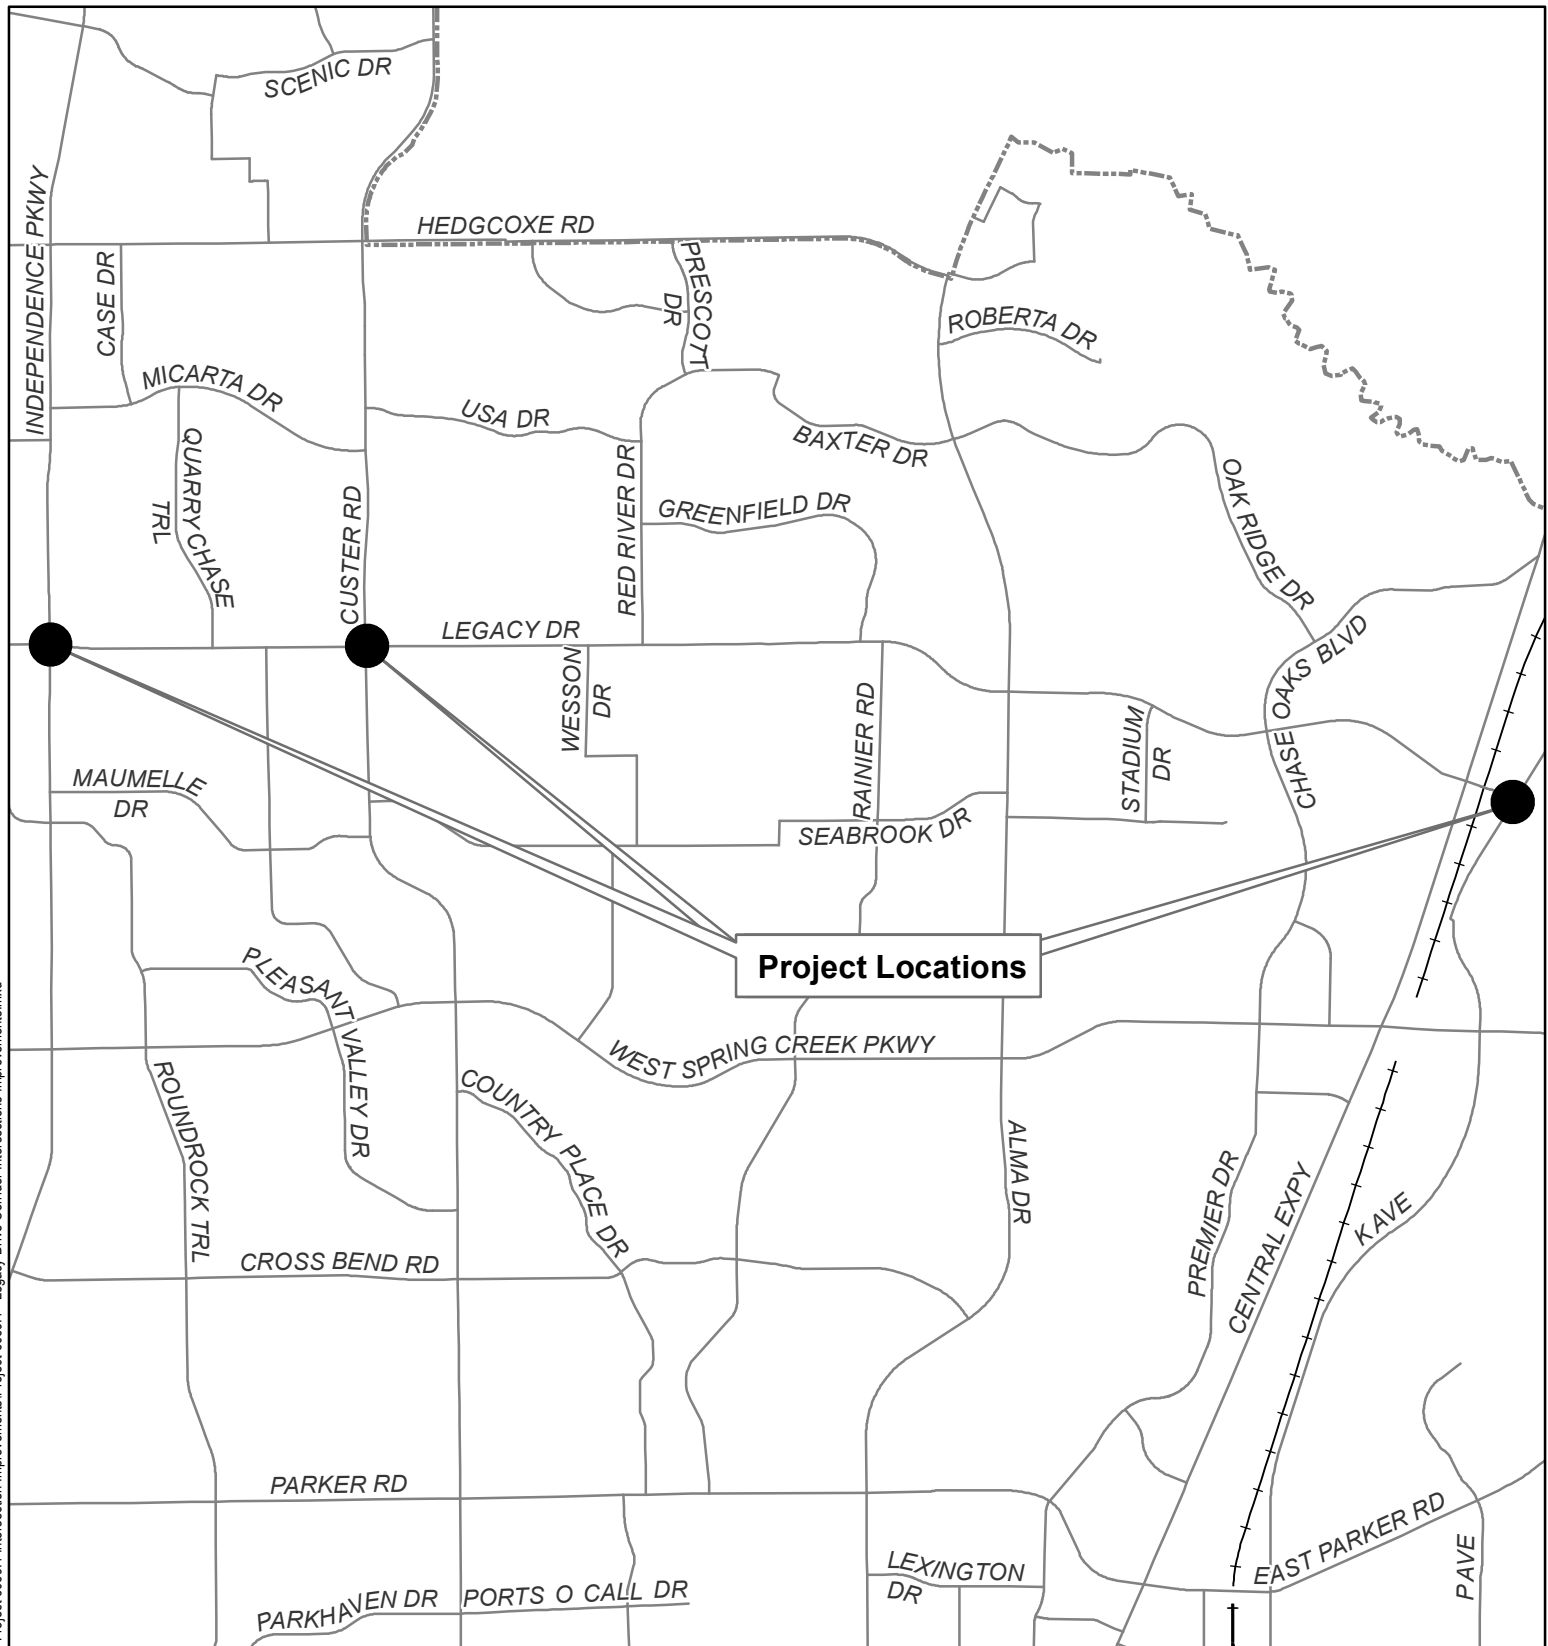 SCENIC DR
INDEPENDENCE PKWY
HEDGCOXE RD
CASE DR
PRESCOTT
DR
ROBERTA DR
MICARTA DR
USA DR
BAXTER DR
QUARRY CHASE
TRL
CUSTER RD
RED RIVER DR
GREENFIELD DR
OAK RIDGE DR
LEGACY DR
WESSON
DR
RAINIER RD
STADIUM
DR
CHASE OAKS BLVD
MAUMELLE
DR
SEABROOK DR
Project Locations
PLEASANT VALLEY DR
WEST SPRING CREEK PKWY
ROUNDROCK TRL
COUNTRY PLACE DR
ALMA DR
PREMIER DR
CENTRAL EXPY
K AVE
CROSS BEND RD
PARKER RD
EAST PARKER RD
LEXINGTON
DR
P AVE
PARKHAVEN DR
PORTS O CALL DR